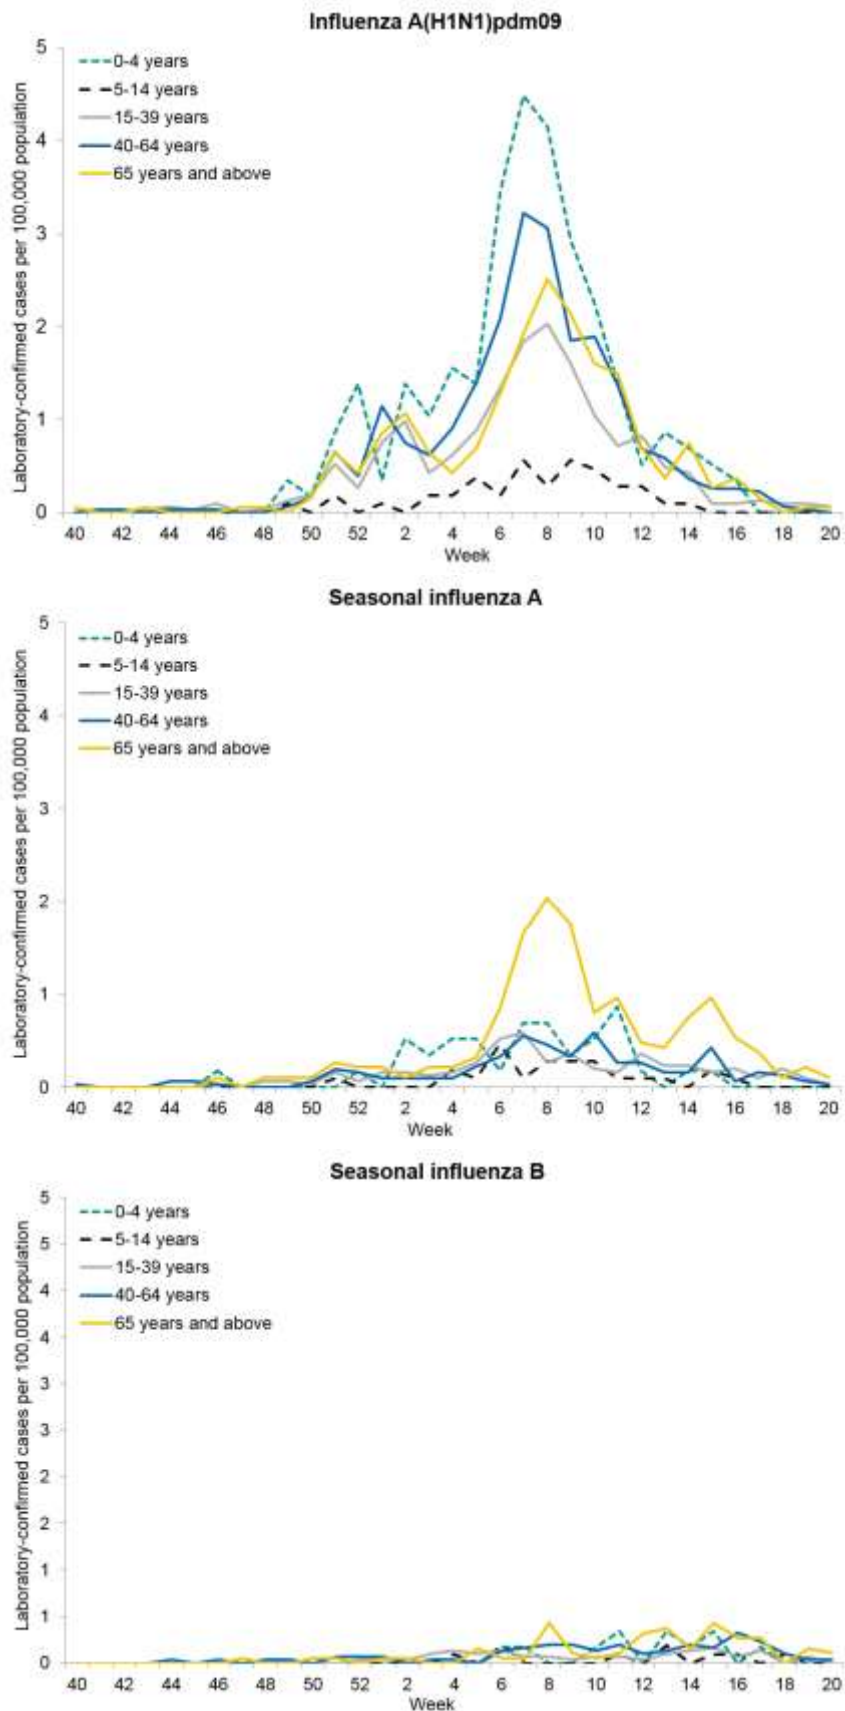 Influenza A(H1N1)pdm09
Laboratory-confirmed cases per 100,000 population
5
4
3
2
1
0
0-4 years
5-14 years
15-39 years
40-64 years
65 years and above
40 42 44 46 48 50 52 2 4 6 8 10 12 14 16 18 20
Week
Seasonal influenza A
Laboratory-confirmed cases per 100,000 population
5
4
3
2
1
0
0-4 years
5-14 years
15-39 years
40-64 years
65 years and above
40 42 44 46 48 50 52 2 4 6 8 10 12 14 16 18 20
Week
Seasonal influenza B
Laboratory-confirmed cases per 100,000 population
5
5
4
4
3
3
2
2
1
1
0
0-4 years
5-14 years
15-39 years
40-64 years
65 years and above
40 42 44 46 48 50 52 2 4 6 8 10 12 14 16 18 20
Week